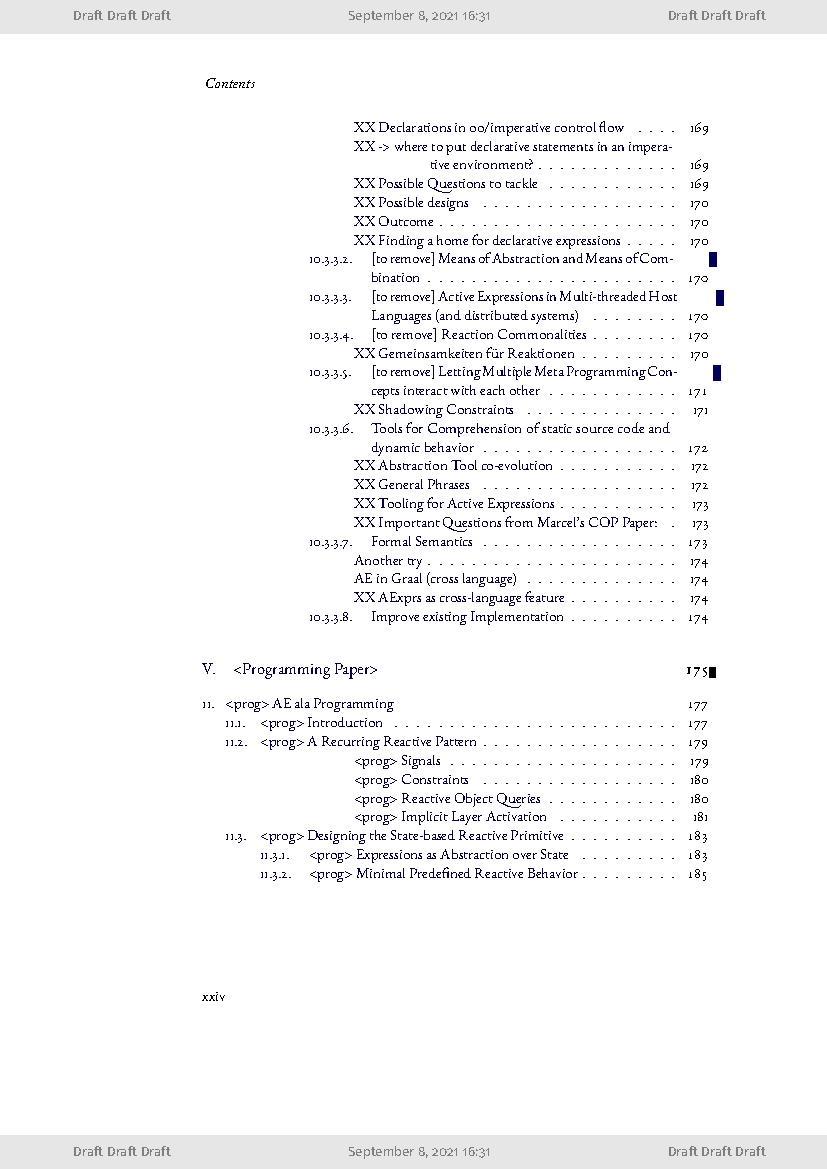 Draft Draft Draft September 8, 2021 16:31 Draft Draft Draft
Contents
XX Declarations in oo/imperative control flow . . . . 169
XX -> where to put declarative statements in an impera-
tive environment? . . . . . . . . . . . . . 169
XX Possible Questions to tackle . . . . . . . . . . . . 169
XX Possible designs . . . . . . . . . . . . . . . . . . 170
XX Outcome . . . . . . . . . . . . . . . . . . . . . . 170
XX Finding a home for declarative expressions . . . . . 170
10.3.3.2. [to remove] Means of Abstraction and Means of Com-
bination . . . . . . . . . . . . . . . . . . . . . . . 170
10.3.3.3. [to remove] Active Expressions in Multi-threaded Host
Languages (and distributed systems) . . . . . . . . 170
10.3.3.4. [to remove] Reaction Commonalities . . . . . . . . 170
XX Gemeinsamkeiten für Reaktionen . . . . . . . . . 170
10.3.3.5. [to remove] Letting Multiple Meta Programming Con-
cepts interact with each other . . . . . . . . . . . . 171
XX Shadowing Constraints . . . . . . . . . . . . . . 171
10.3.3.6. Tools for Comprehension of static source code and
dynamic behavior . . . . . . . . . . . . . . . . . . 172
XX Abstraction Tool co-evolution . . . . . . . . . . . 172
XX General Phrases . . . . . . . . . . . . . . . . . . 172
XX Tooling for Active Expressions . . . . . . . . . . . 173
XX Important Questions from Marcel's COP Paper: . 173
10.3.3.7. Formal Semantics . . . . . . . . . . . . . . . . . . 173
Another try . . . . . . . . . . . . . . . . . . . . . . . 174
AE in Graal (cross language) . . . . . . . . . . . . . . 174
XX AExprs as cross-language feature . . . . . . . . . . 174
10.3.3.8. Improve existing Implementation . . . . . . . . . . 174
V. <Programming Paper> 175
11. <prog> AE ala Programming 177
11.1. <prog> Introduction . . . . . . . . . . . . . . . . . . . . . . . . . . 177
11.2. <prog> A Recurring Reactive Pattern . . . . . . . . . . . . . . . . . . 179
<prog> Signals . . . . . . . . . . . . . . . . . . . . . 179
<prog> Constraints . . . . . . . . . . . . . . . . . . 180
<prog> Reactive Object Queries . . . . . . . . . . . . 180
<prog> Implicit Layer Activation . . . . . . . . . . . 181
11.3. <prog> Designing the State-based Reactive Primitive . . . . . . . . . . 183
11.3.1. <prog> Expressions as Abstraction over State . . . . . . . . . 183
11.3.2. <prog> Minimal Predefined Reactive Behavior . . . . . . . . . 185
xxiv
Draft Draft Draft September 8, 2021 16:31 Draft Draft Draft